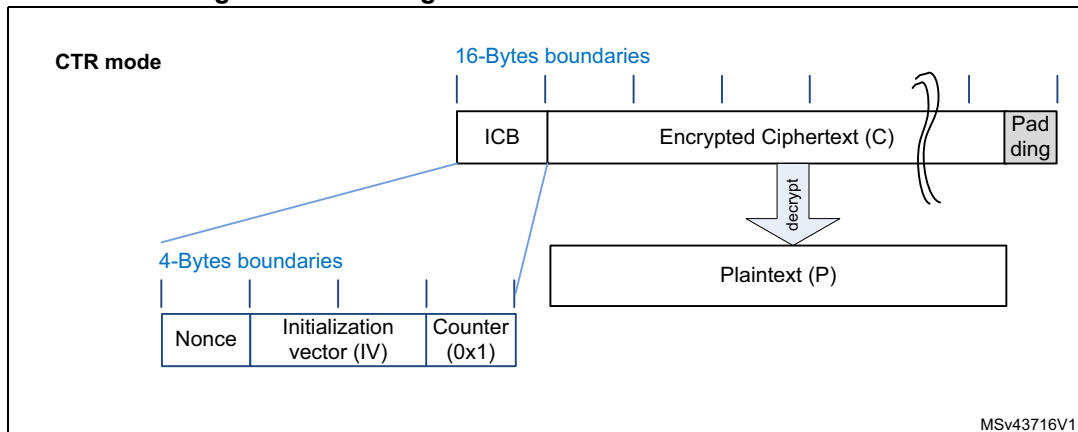 CTR mode
16-Bytes boundaries
ICB
Encrypted Ciphertext (C)
Pad
ding
decrypt
4-Bytes boundaries
Plaintext (P)
Nonce
Initialization
vector (IV)
Counter
(0x1)
MSv43716V1